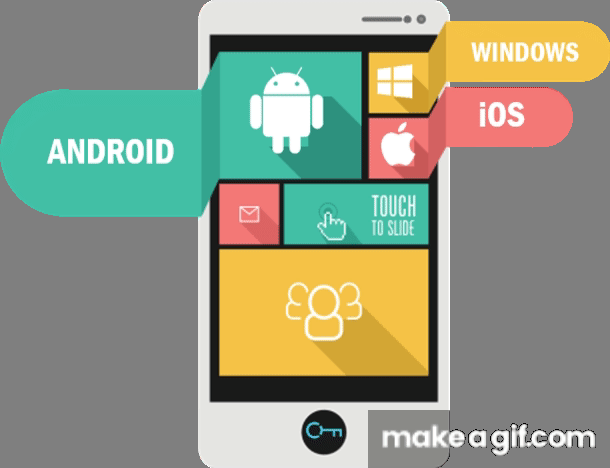 WINDOWS
iOS
ANDROID
TOUCH
TO SLIDE
makeagif.com